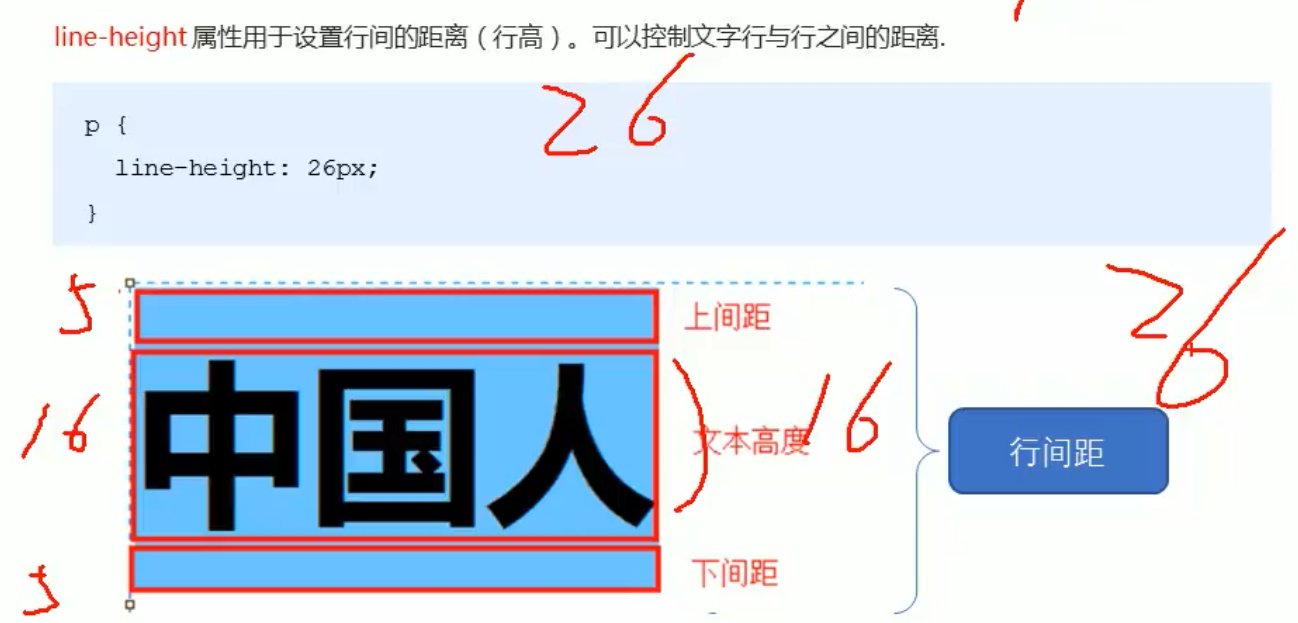 line-height 属性用于设置行间的距离（行高）。可以控制文字行与行之间的距离.
26
p {
line-height: 26px;
}
5
上间距
26
中国人
16
文本高度
16
行间距
下间距
5